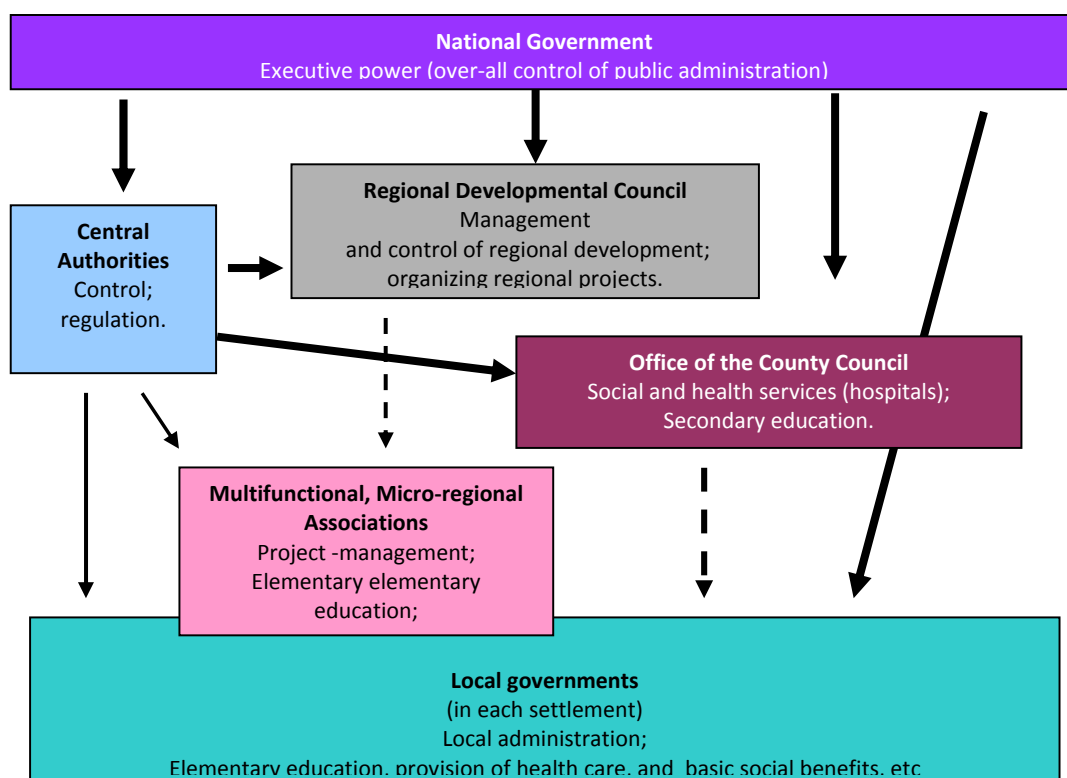 National Government
Executive power (over-all control of public administration)
Regional Developmental Council
Management
and control of regional development;
organizing regional projects.
Central
Authorities
Control;
regulation.
Office of the County Council
Social and health services (hospitals);
Secondary education.
Multifunctional, Micro-regional
Associations
Project -management;
Elementary elementary
education;
Local governments
(in each settlement)
Local administration;
Elementary education, provision of health care, and basic social benefits, etc